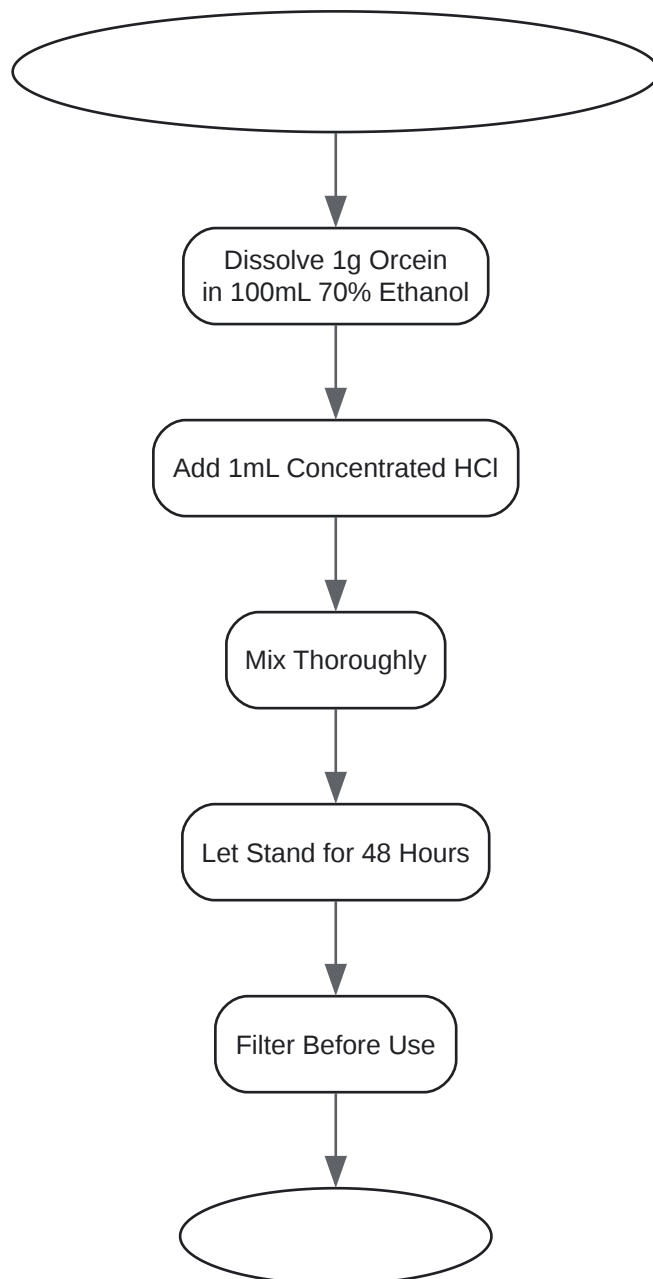 Dissolve 1g Orcein
in 100mL 70% Ethanol
Add 1mL Concentrated HCl
Mix Thoroughly
Let Stand for 48 Hours
Filter Before Use